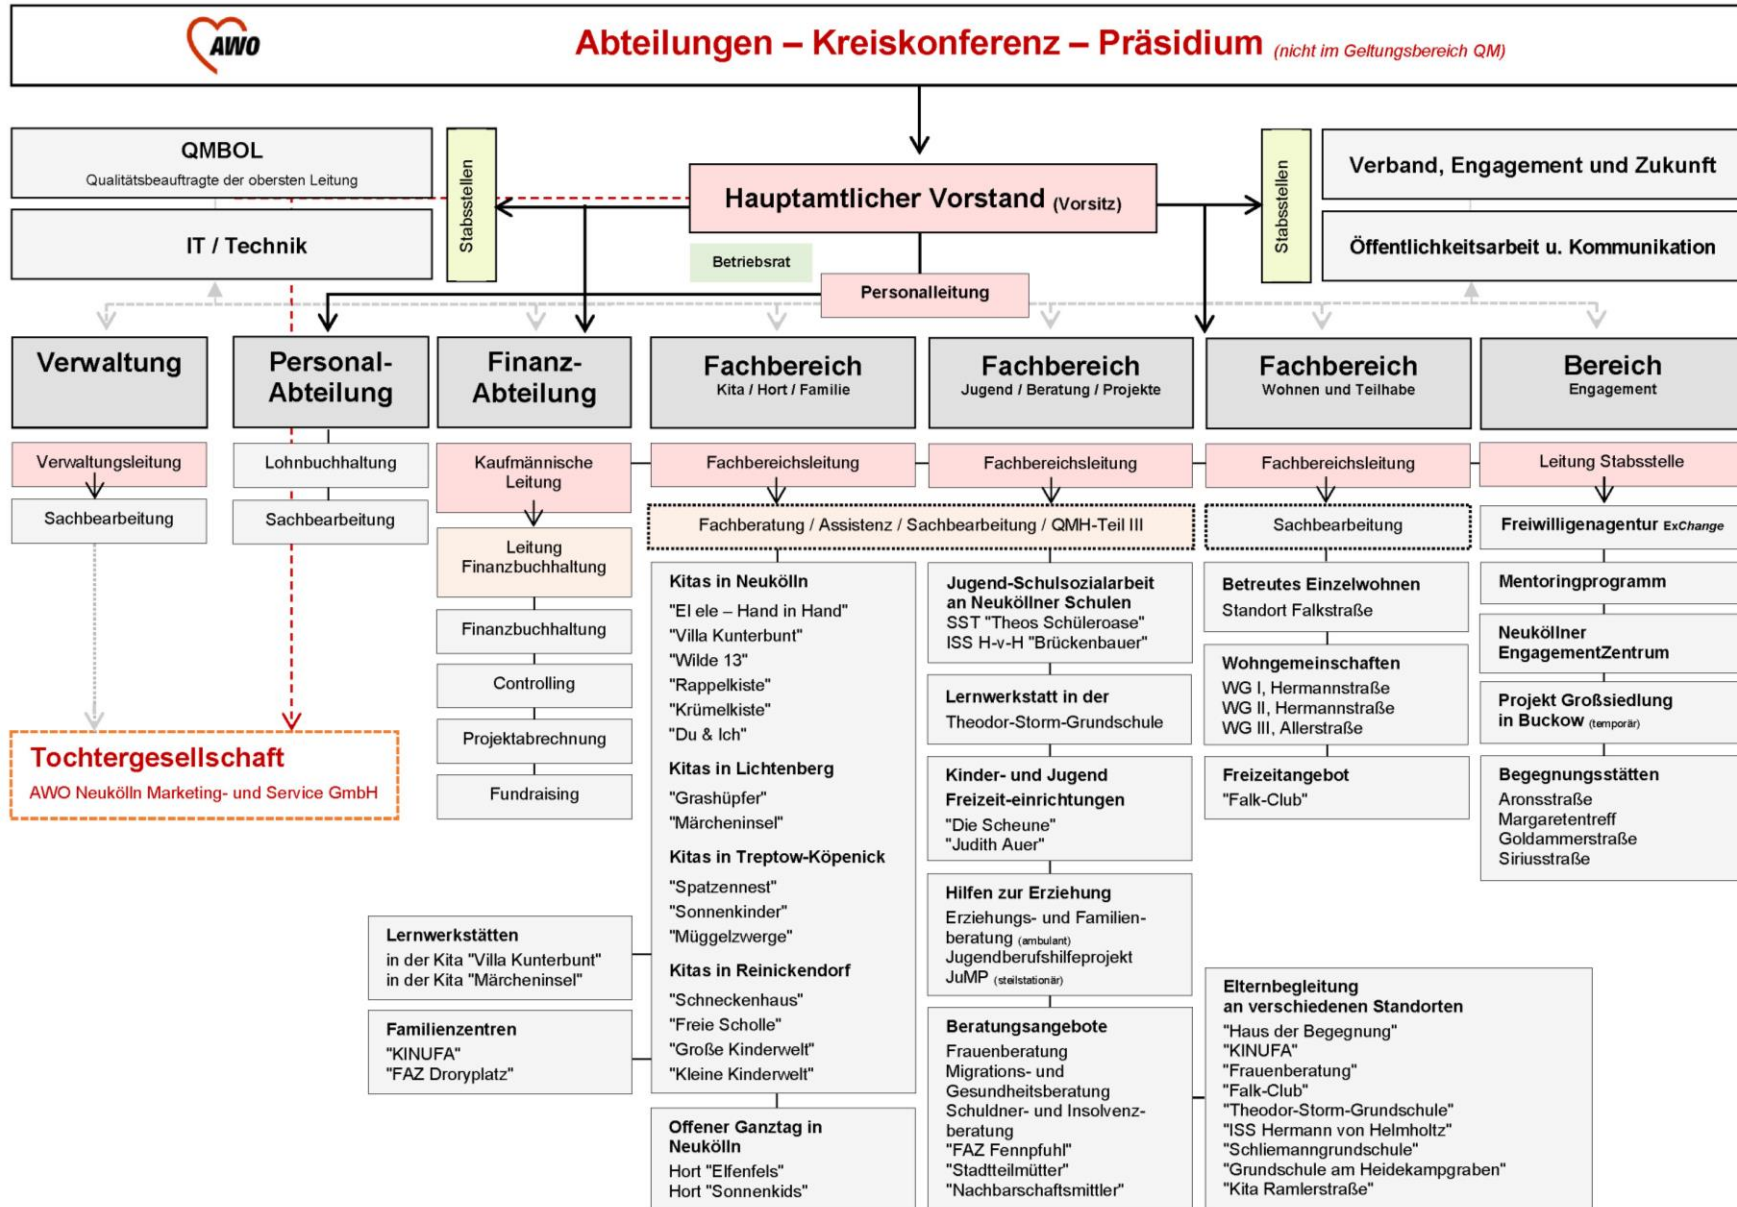 AWO
Abteilungen – Kreiskonferenz – Präsidium (nicht im Geltungsbereich QM)
QMBOL
Qualitätsbeauftragte der obersten Leitung
IT / Technik
Stabsstellen
Hauptamtlicher Vorstand (Vorsitz)
Betriebsrat
Personalleitung
Stabsstellen
Verband, Engagement und Zukunft
Öffentlichkeitsarbeit u. Kommunikation
Verwaltung
Verwaltungsleitung
Sachbearbeitung
Personal-
Abteilung
Lohnbuchhaltung
Sachbearbeitung
Tochtergesellschaft
AWO Neukölln Marketing- und Service GmbH
Finanz-
Abteilung
Kaufmännische
Leitung
Leitung
Finanzbuchhaltung
Finanzbuchhaltung
Controlling
Projektabrechnung
Fundraising
Fachbereich
Kita / Hort / Familie
Fachbereichsleitung
Fachberatung / Assistenz / Sachbearbeitung / QMH-Teil III
Kitas in Neukölln
"El ele – Hand in Hand"
"Villa Kunterbunt"
"Wilde 13"
"Rappelkiste"
"Krümelkiste"
"Du & Ich"
Kitas in Lichtenberg
"Grashüpfer"
"Märcheninsel"
Kitas in Treptow-Köpenick
"Spatzennest"
"Sonnenkinder"
"Müggelzwerge"
Kitas in Reinickendorf
"Schneckenhaus"
"Freie Scholle"
"Große Kinderwelt"
"Kleine Kinderwelt"
Lernwerkstätten
in der Kita "Villa Kunterbunt"
in der Kita "Märcheninsel"
Familienzentren
"KINUFA"
"FAZ Droryplatz"
Offener Ganztag in
Neukölln
Hort "Elfenfels"
Hort "Sonnenkids"
Fachbereich
Jugend / Beratung / Projekte
Fachbereichsleitung
Jugend-Schulsozialarbeit
an Neuköllner Schulen
SST "Theos Schüleroase"
ISS H-v-H "Brückenbauer"
Lernwerkstatt in der
Theodor-Storm-Grundschule
Kinder- und Jugend
Freizeit-einrichtungen
"Die Scheune"
"Judith Auer"
Hilfen zur Erziehung
Erziehungs- und Familien-
beratung (ambulant)
Jugendberufshilfeprojekt
JuMP (steilstationär)
Beratungsangebote
Frauenberatung
Migrations- und
Gesundheitsberatung
Schuldner- und Insolvenz-
beratung
"FAZ Fennpfuhl"
"Stadtteilmütter"
"Nachbarschaftsmittler"
Fachbereich
Wohnen und Teilhabe
Fachbereichsleitung
Sachbearbeitung
Betreutes Einzelwohnen
Standort Falkstraße
Wohngemeinschaften
WG I, Hermannstraße
WG II, Hermannstraße
WG III, Allerstraße
Freizeitangebot
"Falk-Club"
Elternbegleitung
an verschiedenen Standorten
"Haus der Begegnung"
"KINUFA"
"Frauenberatung"
"Falk-Club"
"Theodor-Storm-Grundschule"
"ISS Hermann von Helmholtz"
"Schliemanngrundschule"
"Grundschule am Heidekampgraben"
"Kita Ramlerstraße"
Bereich
Engagement
Leitung Stabsstelle
Freiwilligenagentur ExChange
Mentoringprogramm
Neuköllner
EngagementZentrum
Projekt Großsiedlung
in Buckow (temporär)
Begegnungsstätten
Aronsstraße
Margaretentreff
Goldammerstraße
Siriusstraße